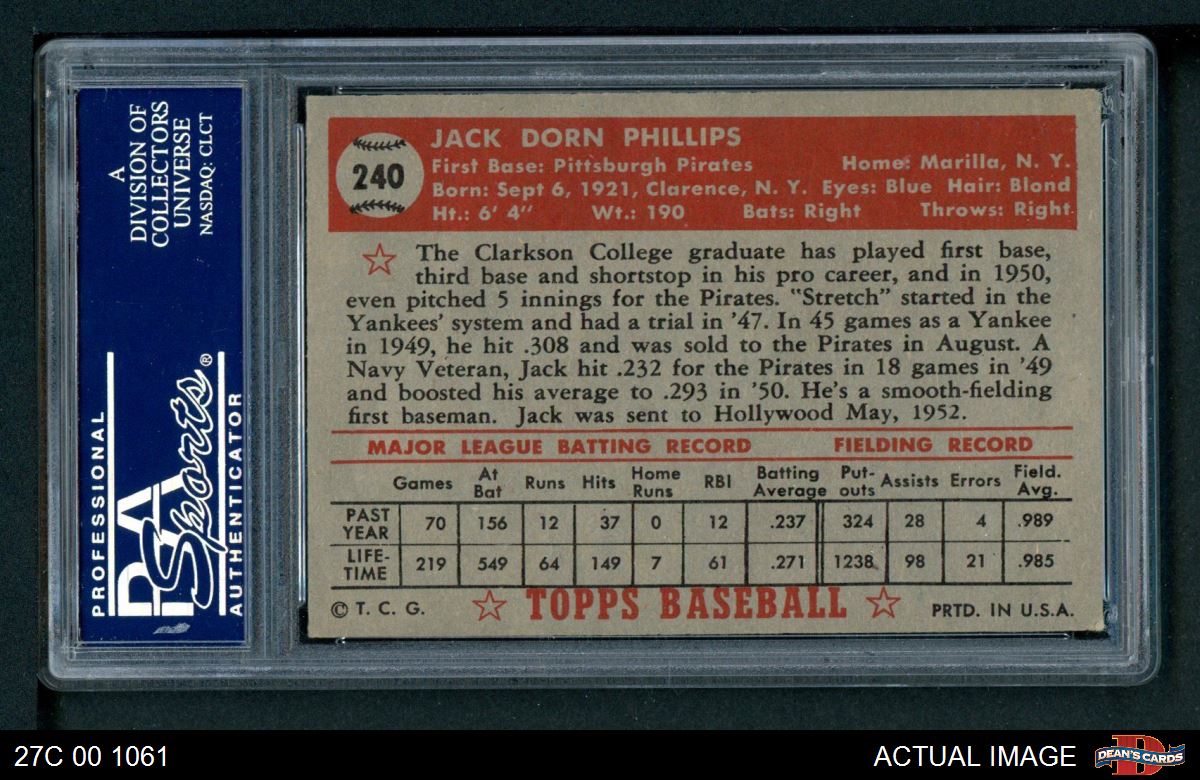 A
DIVISION OF
COLLECTORS
UNIVERSE
NASDAQ: CLCT
PROFESSIONAL
PSA
Sports®
AUTHENTICATOR
240
JACK DORN PHILLIPS
First Base: Pittsburgh Pirates Home: Marilla, N. Y.
Born: Sept 6, 1921, Clarence, N. Y. Eyes: Blue Hair: Blond
Ht.: 6' 4" Wt.: 190 Bats: Right Throws: Right
The Clarkson College graduate has played first base,
third base and shortstop in his pro career, and in 1950,
even pitched 5 innings for the Pirates. "Stretch" started in the
Yankees' system and had a trial in '47. In 45 games as a Yankee
in 1949, he hit .308 and was sold to the Pirates in August. A
Navy Veteran, Jack hit .232 for the Pirates in 18 games in '49
and boosted his average to .293 in '50. He's a smooth-fielding
first baseman. Jack was sent to Hollywood May, 1952.
MAJOR LEAGUE BATTING RECORD FIELDING RECORD
Games At Bat Runs Hits Home Runs RBI Batting Average Put-outs Assists Errors Field. Avg.
PAST YEAR 70 156 12 37 0 12 .237 324 28 4 .989
LIFE-TIME 219 549 64 149 7 61 .271 1238 98 21 .985
© T. C. G. TOPPS BASEBALL PRTD. IN U.S.A.
27C 00 1061 ACTUAL IMAGE DEAN'S CARDS